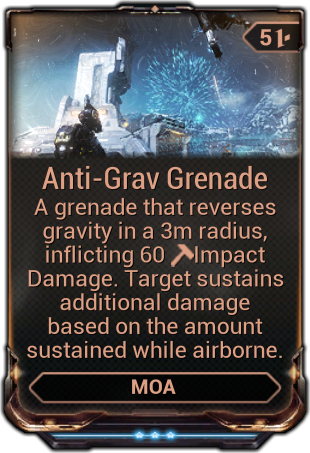 51
Anti-Grav Grenade
A grenade that reverses
gravity in a 3m radius,
inflicting 60 Impact
Damage. Target sustains
additional damage
based on the amount
sustained while airborne.
MOA